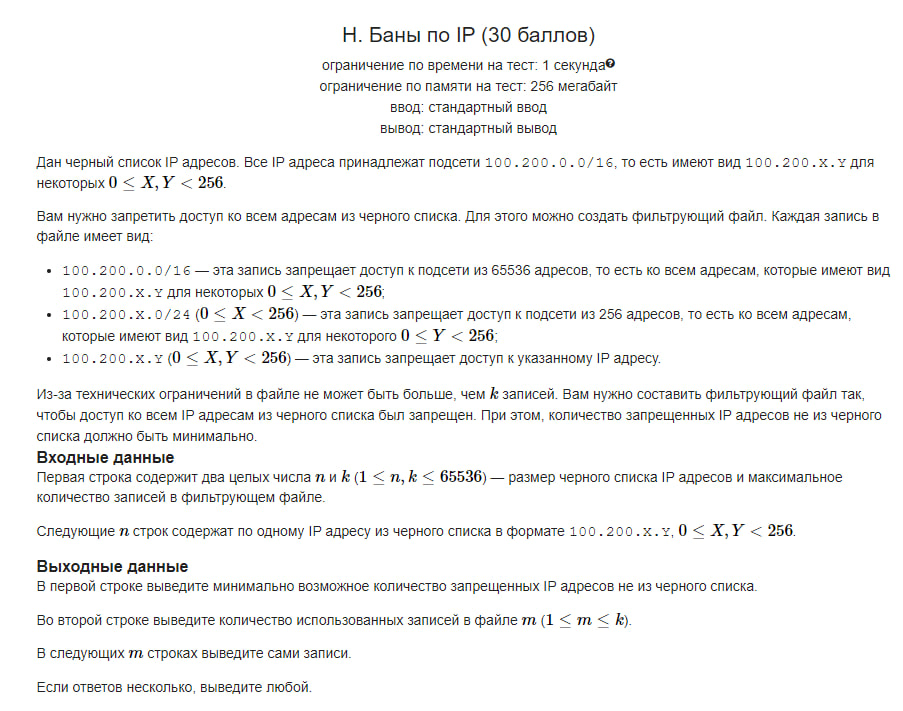 H. Баны по IP (30 баллов)
ограничение по времени на тест: 1 секунда
ограничение по памяти на тест: 256 мегабайт
ввод: стандартный ввод
вывод: стандартный вывод
Дан черный список IP адресов. Все IP адреса принадлежат подсети 100.200.0.0/16, то есть имеют вид 100.200.X.Y для
некоторых 0 ≤ X, Y < 256.
Вам нужно запретить доступ ко всем адресам из черного списка. Для этого можно создать фильтрующий файл. Каждая запись в
файле имеет вид:
• 100.200.0.0/16 — эта запись запрещает доступ к подсети из 65536 адресов, то есть ко всем адресам, которые имеют вид
100.200.X.Y для некоторых 0 ≤ X, Y < 256;
• 100.200.X.0/24 (0 ≤ X < 256) — эта запись запрещает доступ к подсети из 256 адресов, то есть ко всем адресам,
которые имеют вид 100.200.X.Y для некоторого 0 ≤ Y < 256;
• 100.200.X.Y (0 ≤ X, Y < 256) — эта запись запрещает доступ к указанному IP адресу.
Из-за технических ограничений в файле не может быть больше, чем k записей. Вам нужно составить фильтрующий файл так,
чтобы доступ ко всем IP адресам из черного списка был запрещен. При этом, количество запрещенных IP адресов не из черного
списка должно быть минимально.
Входные данные
Первая строка содержит два целых числа n и k (1 ≤ n, k ≤ 65536) — размер черного списка IP адресов и максимальное
количество записей в фильтрующем файле.
Следующие n строк содержат по одному IP адресу из черного списка в формате 100.200.X.Y, 0 ≤ X, Y < 256.
Выходные данные
В первой строке выведите минимально возможное количество запрещенных IP адресов не из черного списка.
Во второй строке выведите количество использованных записей в файле m (1 ≤ m ≤ k).
В следующих m строках выведите сами записи.
Если ответов несколько, выведите любой.